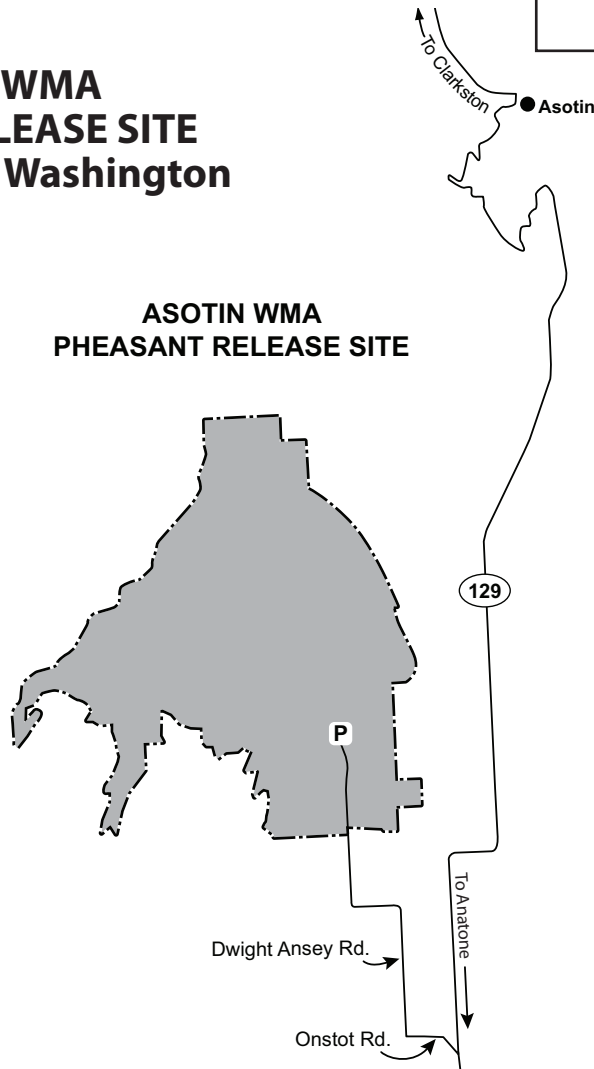 WMA
LEASE SITE
Washington
To Clarkston
Asotin
ASOTIN WMA
PHEASANT RELEASE SITE
129
P
To Anatone
Dwight Ansey Rd.
Onstot Rd.